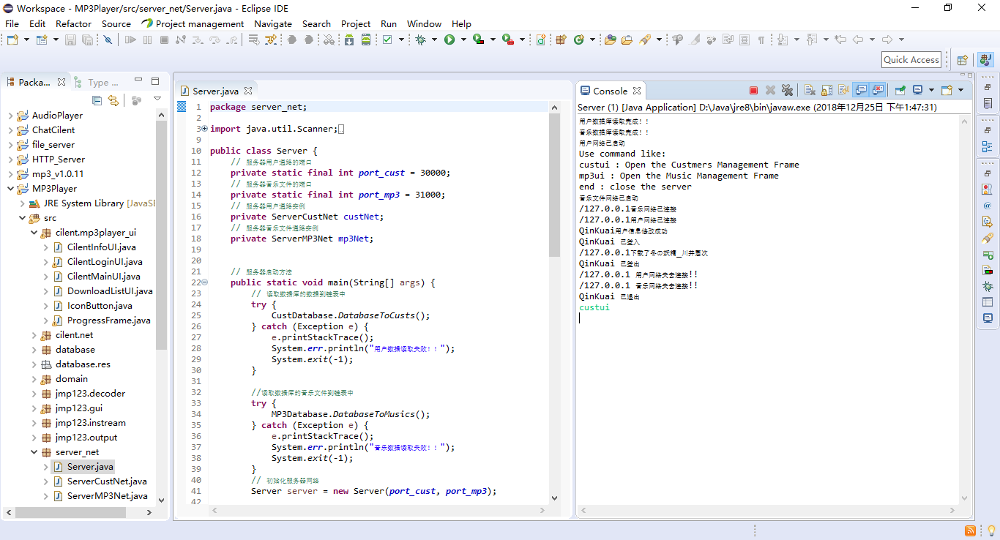 Workspace - MP3Player/src/server_net/Server.java - Eclipse IDE
File Edit Refactor Source Project management Navigate Search Project Run Window Help
Quick Access
Packa...
Type ...
AudioPlayer
ChatCilent
file_server
HTTP_Server
mp3_v1.0.11
MP3Player
JRE System Library [JavaSE
src
cilent.mp3player_ui
CilentInfoUI.java
CilentLoginUI.java
CilentMainUI.java
DownloadListUI.java
IconButton.java
ProgressFrame.java
cilent.net
database
database.res
domain
jmp123.decoder
jmp123.gui
jmp123.instream
jmp123.output
server_net
Server.java
ServerCustNet.java
ServerMP3Net.java
Server.java
1 package server_net;
2
3 import java.util.Scanner;
9
10 public class Server {
11 // 服务器用户通路的端口
12 private static final int port_cust = 30000;
13 // 服务器音乐文件的端口
14 private static final int port_mp3 = 31000;
15 // 服务器用户通路实例
16 private ServerCustNet custNet;
17 // 服务器音乐文件通路实例
18 private ServerMP3Net mp3Net;
19
20
21 // 服务器启动方法
22 public static void main(String[] args) {
23 // 读取数据库的数据到链表中
24 try {
25 CustDatabase.DatabaseToCusts();
26 } catch (Exception e) {
27 e.printStackTrace();
28 System.err.println("用户数据读取失败！！");
29 System.exit(-1);
30 }
31
32 //读取数据库的音乐文件到链表中
33 try {
34 MP3Database.DatabaseToMusics();
35 } catch (Exception e) {
36 e.printStackTrace();
37 System.err.println("音乐数据读取失败！！");
38 System.exit(-1);
39 }
40 // 初始化服务器网络
41 Server server = new Server(port_cust, port_mp3);
42
Console
Server (1) [Java Application] D:\Java\jre8\bin\javaw.exe (2018年12月25日 下午1:47:31)
用户数据库读取完成！！
音乐数据库读取完成！！
用户网络已启动
Use command like:
custui : Open the Custmers Management Frame
mp3ui : Open the Music Management Frame
end : close the server
音乐文件网络已启动
/127.0.0.1音乐网络已连接
/127.0.0.1用户网络已连接
QinKuai用户信息修改成功
QinKuai 已登入
/127.0.0.1下载了冬の妖精_川井憲次
QinKuai 已登出
/127.0.0.1 用户网络失去连接!!
/127.0.0.1 音乐网络失去连接!!
QinKuai 已退出
custui